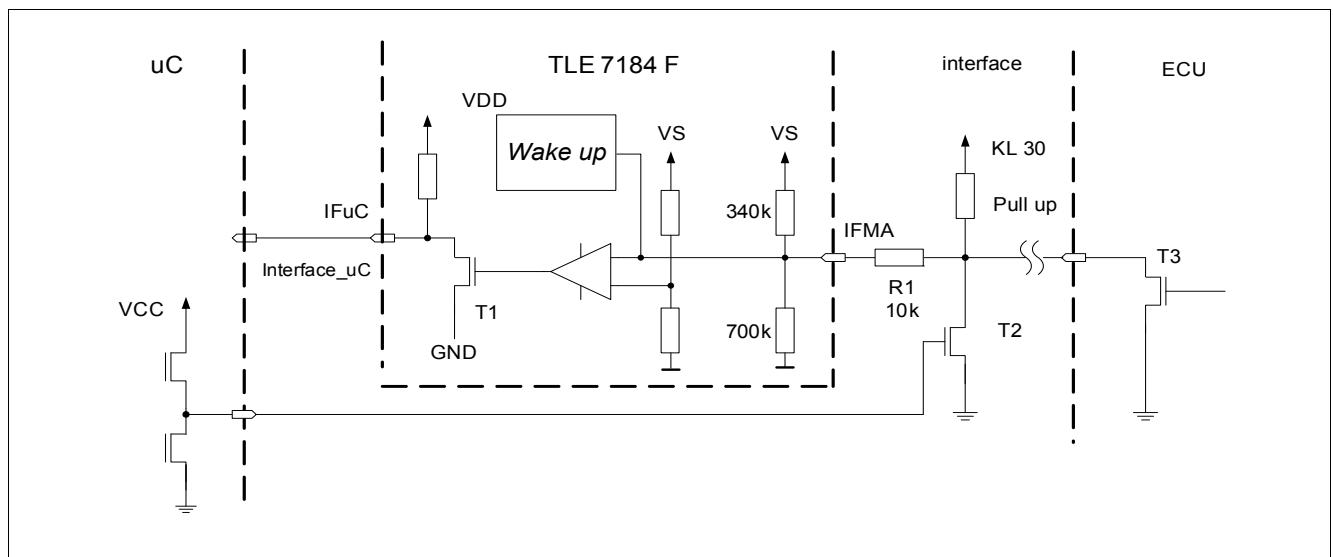 uC
TLE 7184 F
interface
ECU
VDD
Wake up
VS
VS
KL 30
340k
Pull up
IFuC
IFMA
T3
Interface_uC
R1
10k
VCC
T1
T2
700k
GND